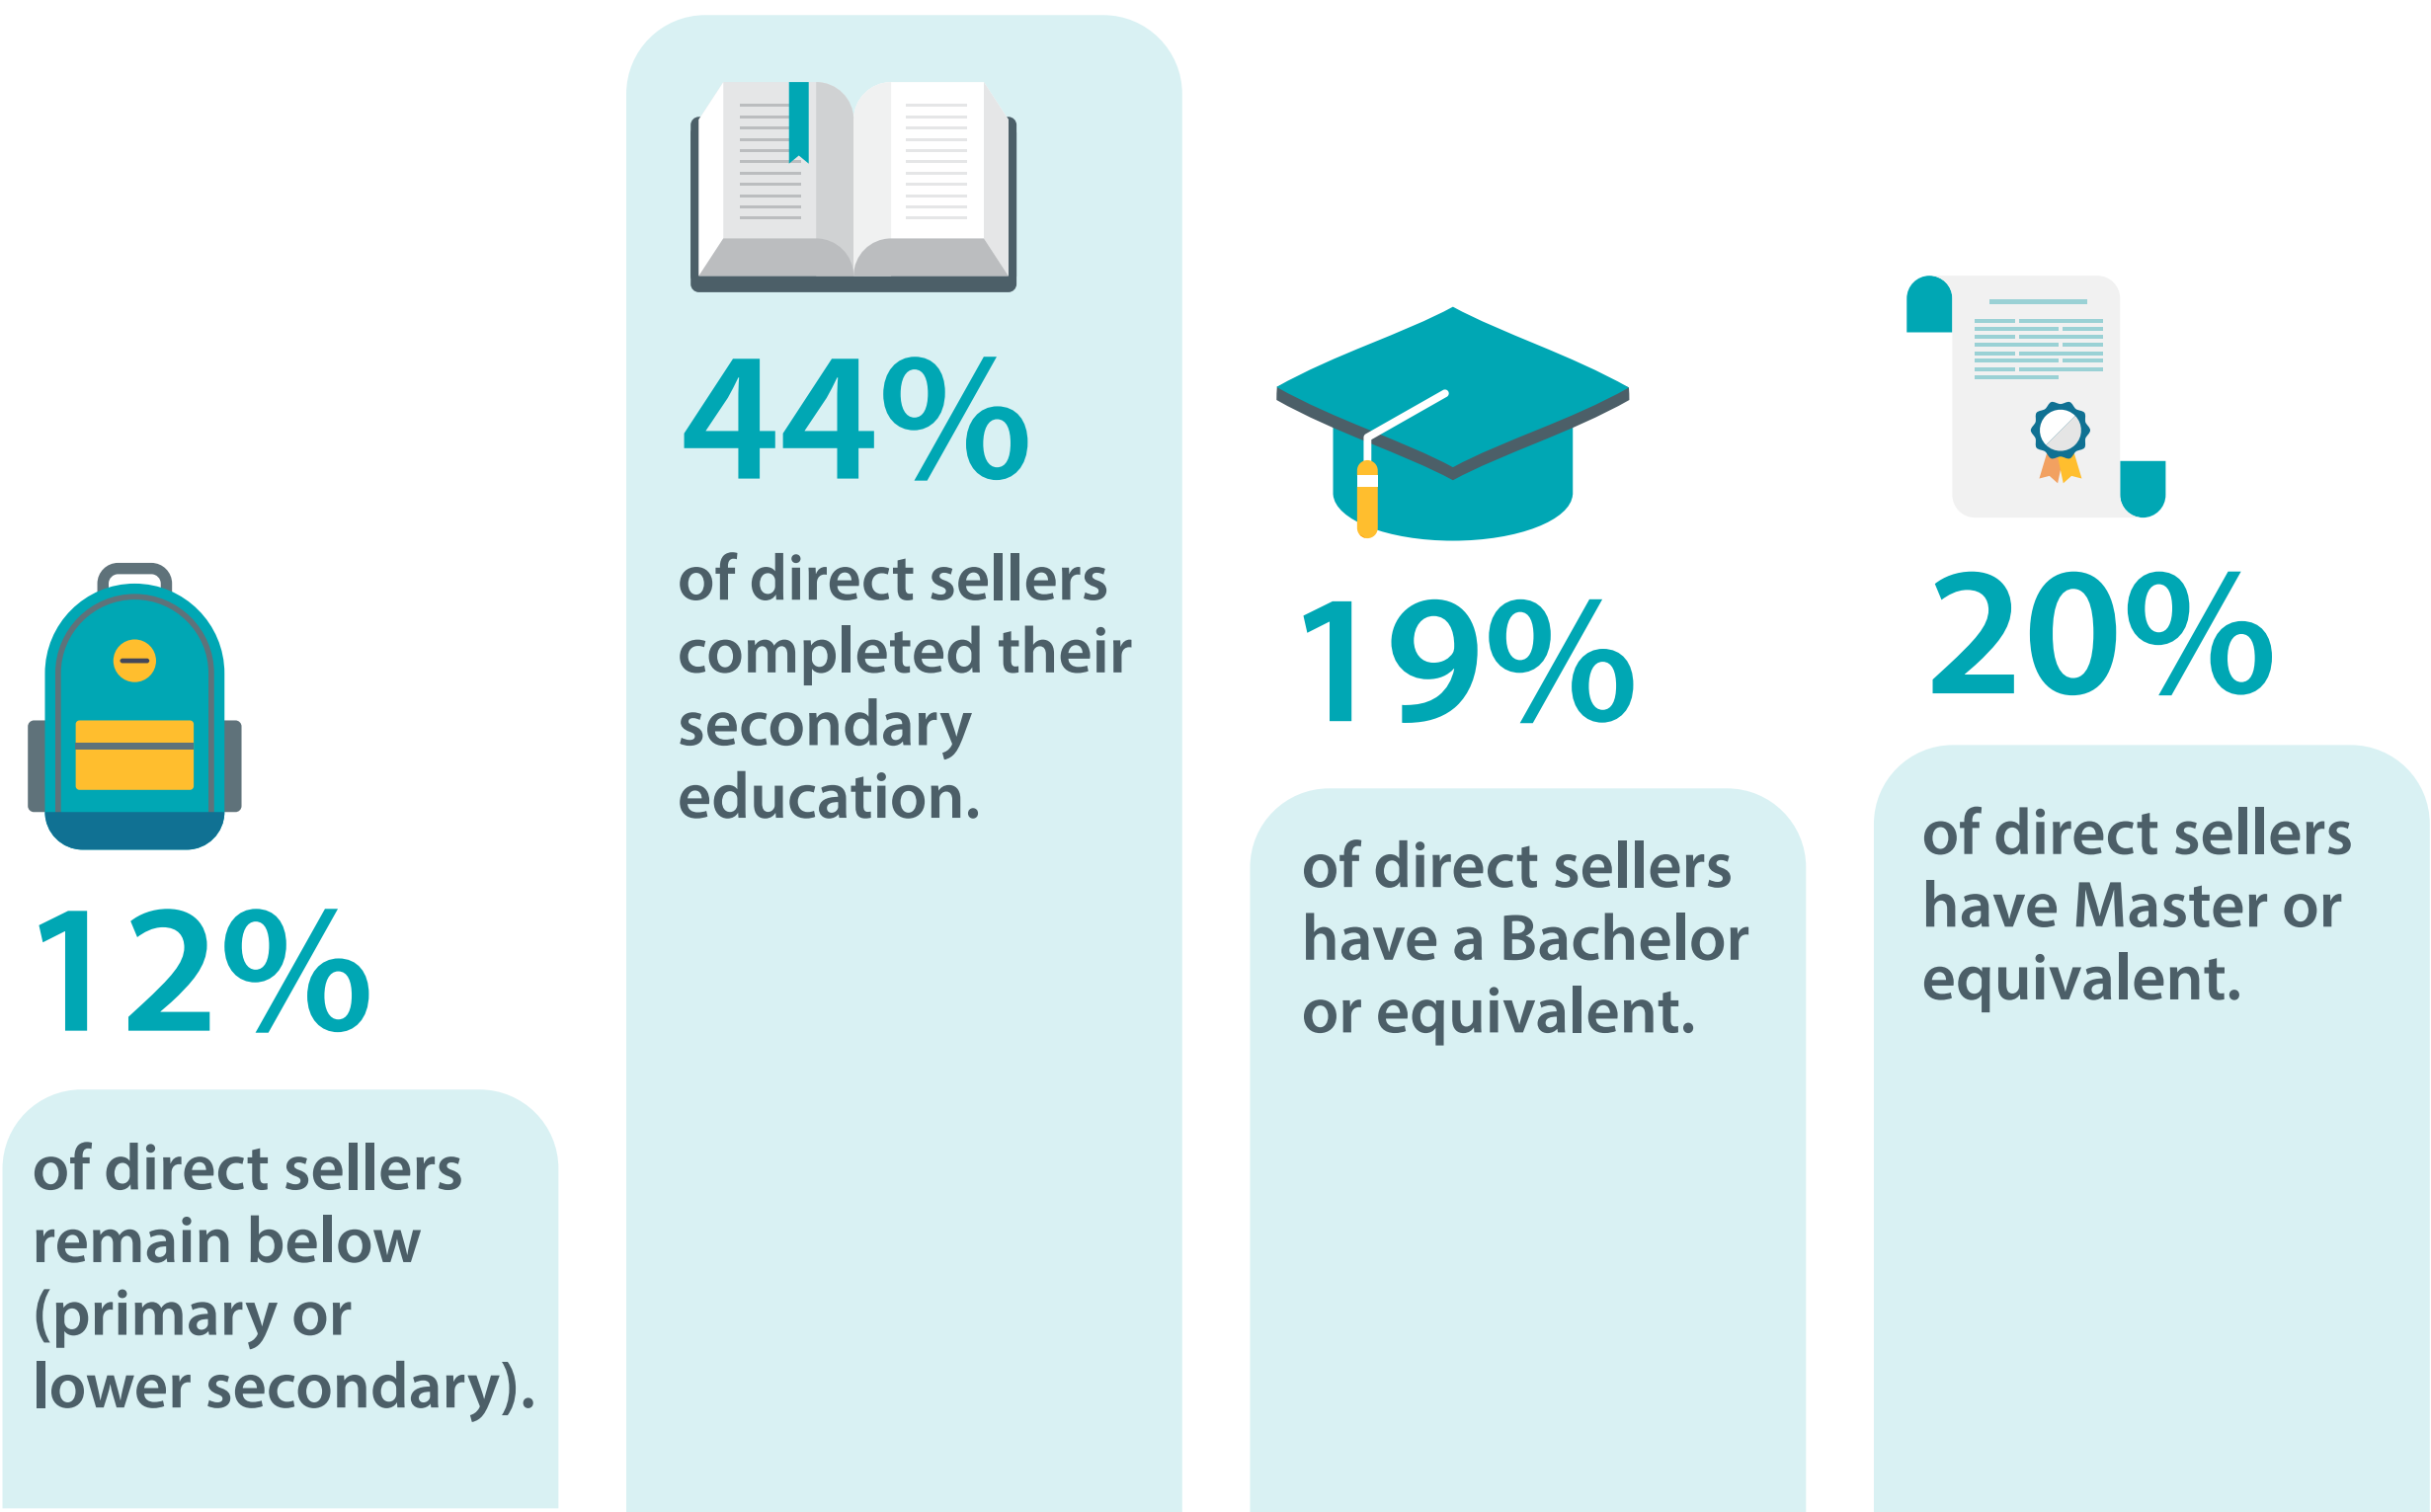 12%
of direct sellers
remain below
(primary or
lower secondary).
44%
of direct sellers
completed their
secondary
education.
19%
of direct sellers
have a Bachelor
or equivalent.
20%
of direct sellers
have Master or
equivalent.